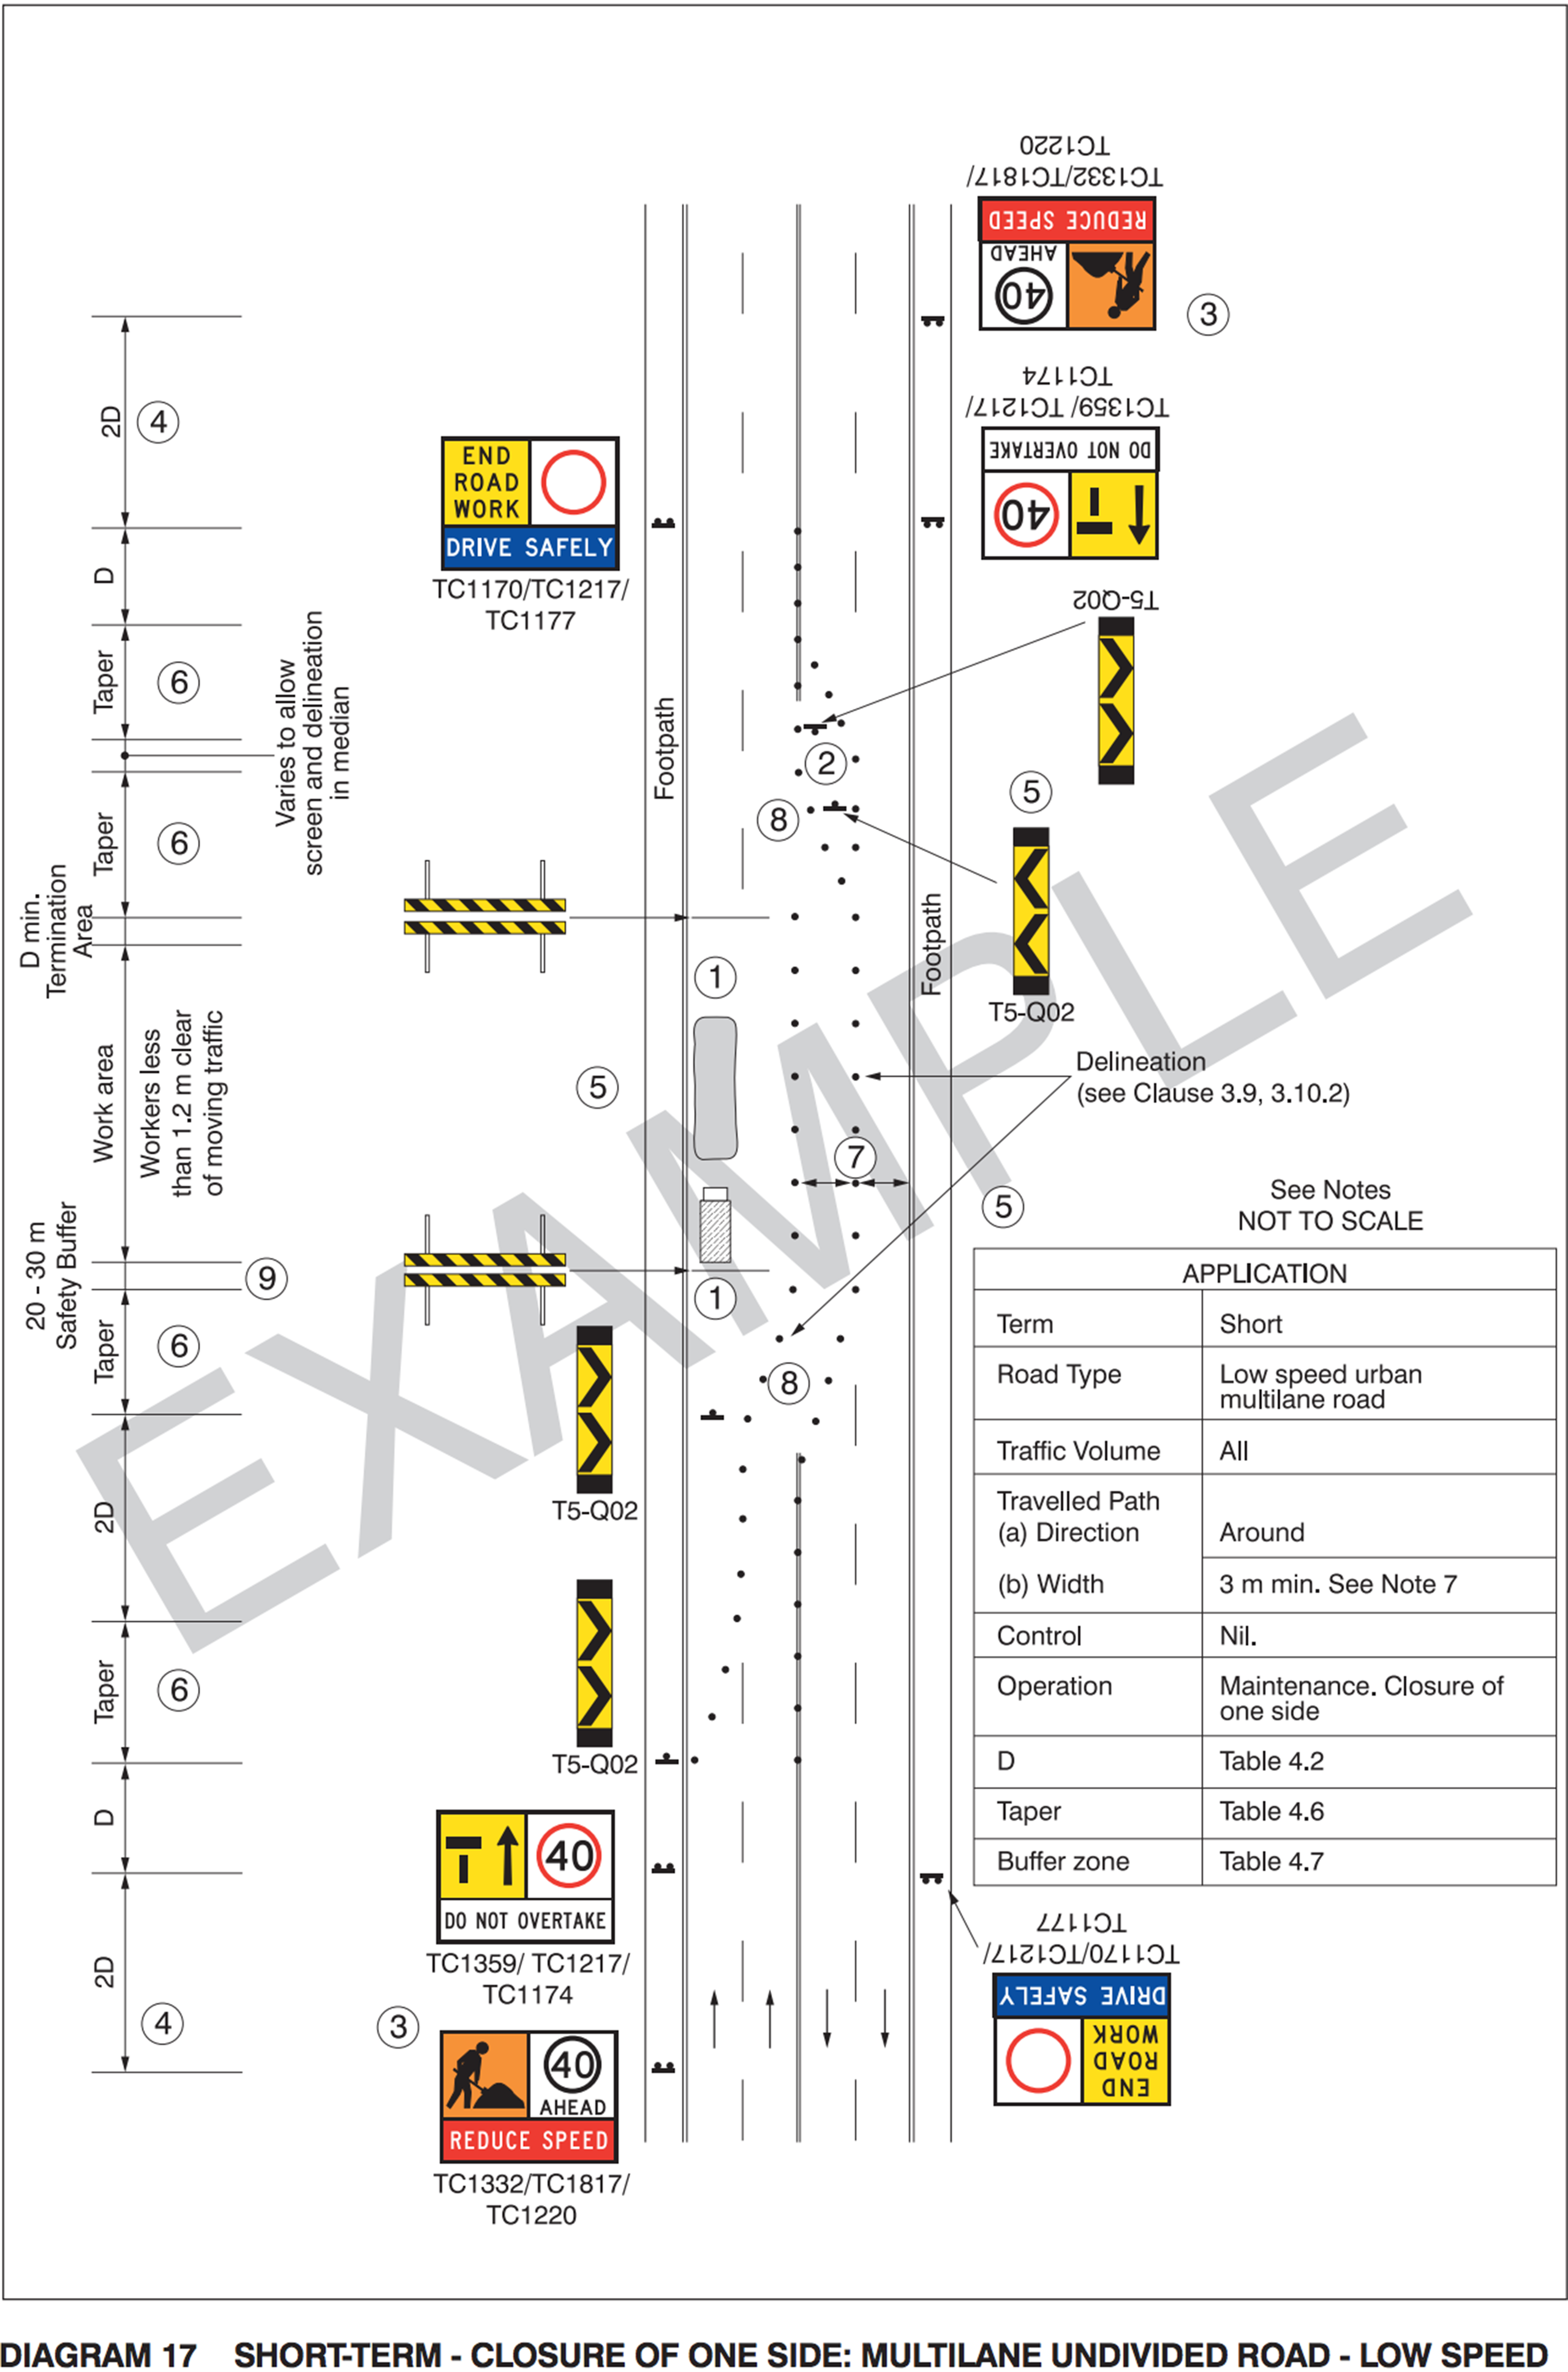 TC1332/TC1817/
TC1220
REDUCE SPEED
40
AHEAD
3
2D
4
TC1359/ TC1217/
TC1174
DO NOT OVERTAKE
40
END
ROAD
WORK
DRIVE SAFELY
TC1170/TC1217/
TC1177
D
T5-Q02
Taper
6
Varies to allow
screen and delineation
in median
Footpath
2
5
8
Taper
6
D min.
Termination
Area
Footpath
T5-Q02
1
Work area
Workers less
than 1.2 m clear
of moving traffic
5
Delineation
(see Clause 3.9, 3.10.2)
7
5
See Notes
NOT TO SCALE
20 - 30 m
Safety Buffer
9
1
Taper
6
8
T5-Q02
2D
Taper
6
T5-Q02
D
40
DO NOT OVERTAKE
TC1359/ TC1217/
TC1174
2D
4
3
40
AHEAD
REDUCE SPEED
TC1332/TC1817/
TC1220
APPLICATION
Term Short
Road Type Low speed urban
multilane road
Traffic Volume All
Travelled Path
(a) Direction Around
(b) Width 3 m min. See Note 7
Control Nil.
Operation Maintenance. Closure of
one side
D Table 4.2
Taper Table 4.6
Buffer zone Table 4.7
TC1170/TC1217/
TC1177
DRIVE SAFELY
END
ROAD
WORK
EXAMPLE
DIAGRAM 17 SHORT-TERM - CLOSURE OF ONE SIDE: MULTILANE UNDIVIDED ROAD - LOW SPEED